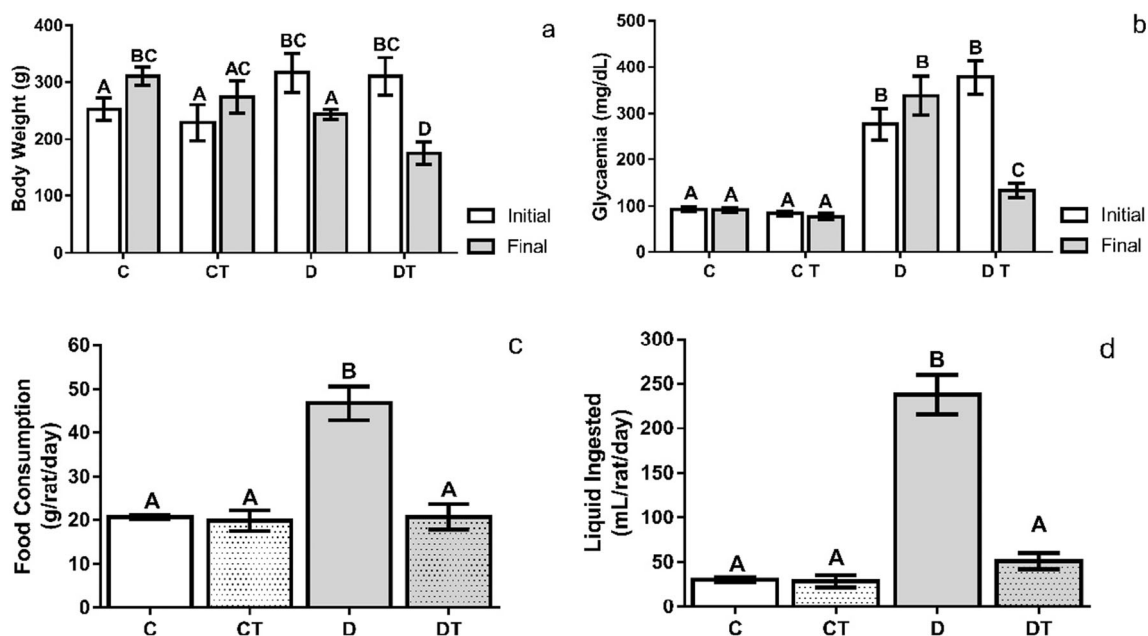 a
400
300
200
100
0
Body Weight (g)
A
BC
A
AC
BC
A
BC
D
C
CT
D
DT
Initial
Final
b
500
400
300
200
100
0
Glycaemia (mg/dL)
A
A
A
A
B
B
B
C
C
C T
D
D T
Initial
Final
c
60
50
40
30
20
10
0
Food Consumption
(g/rat/day)
A
A
B
A
C
CT
D
DT
d
300
250
200
150
100
50
0
Liquid Ingested
(mL/rat/day)
A
A
B
A
C
CT
D
DT